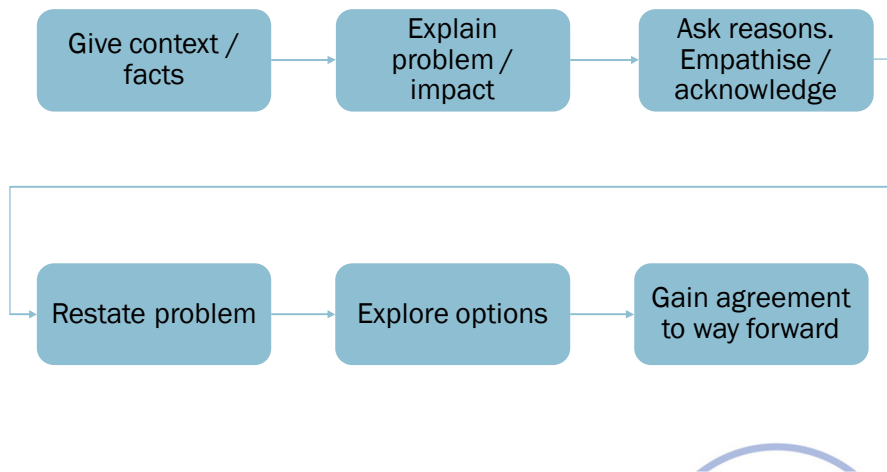 Give context /
facts
Explain
problem /
impact
Ask reasons.
Empathise /
acknowledge
Restate problem
Explore options
Gain agreement
to way forward